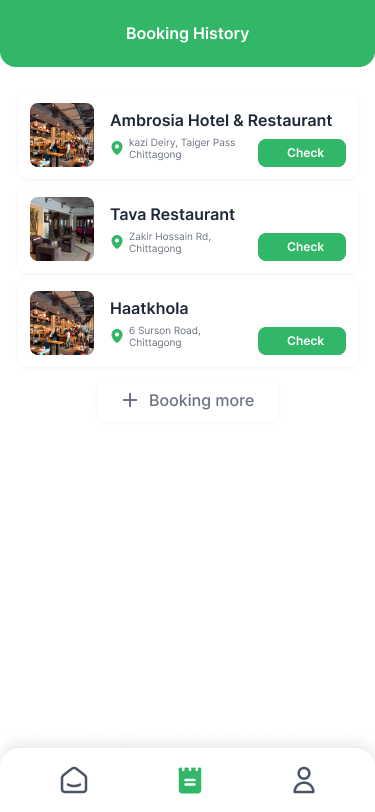 Booking History
Ambrosia Hotel & Restaurant
kazi Deiry, Taiger Pass
Chittagong
Check
Tava Restaurant
Zakir Hossain Rd,
Chittagong
Check
Haatkhola
6 Surson Road,
Chittagong
Check
Booking more